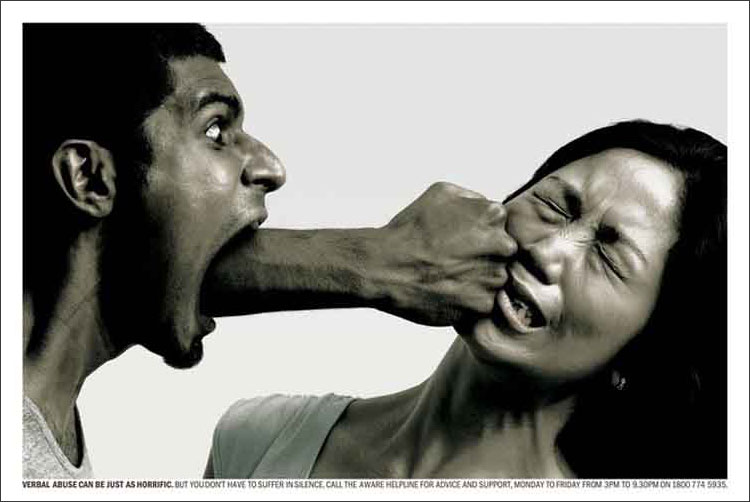 VERBAL ABUSE CAN BE JUST AS HORRIFIC. BUT YOU DON'T HAVE TO SUFFER IN SILENCE. CALL THE AWARE HELPLINE FOR ADVICE AND SUPPORT, MONDAY TO FRIDAY FROM 3PM TO 9.30PM ON 1800 774 5935.